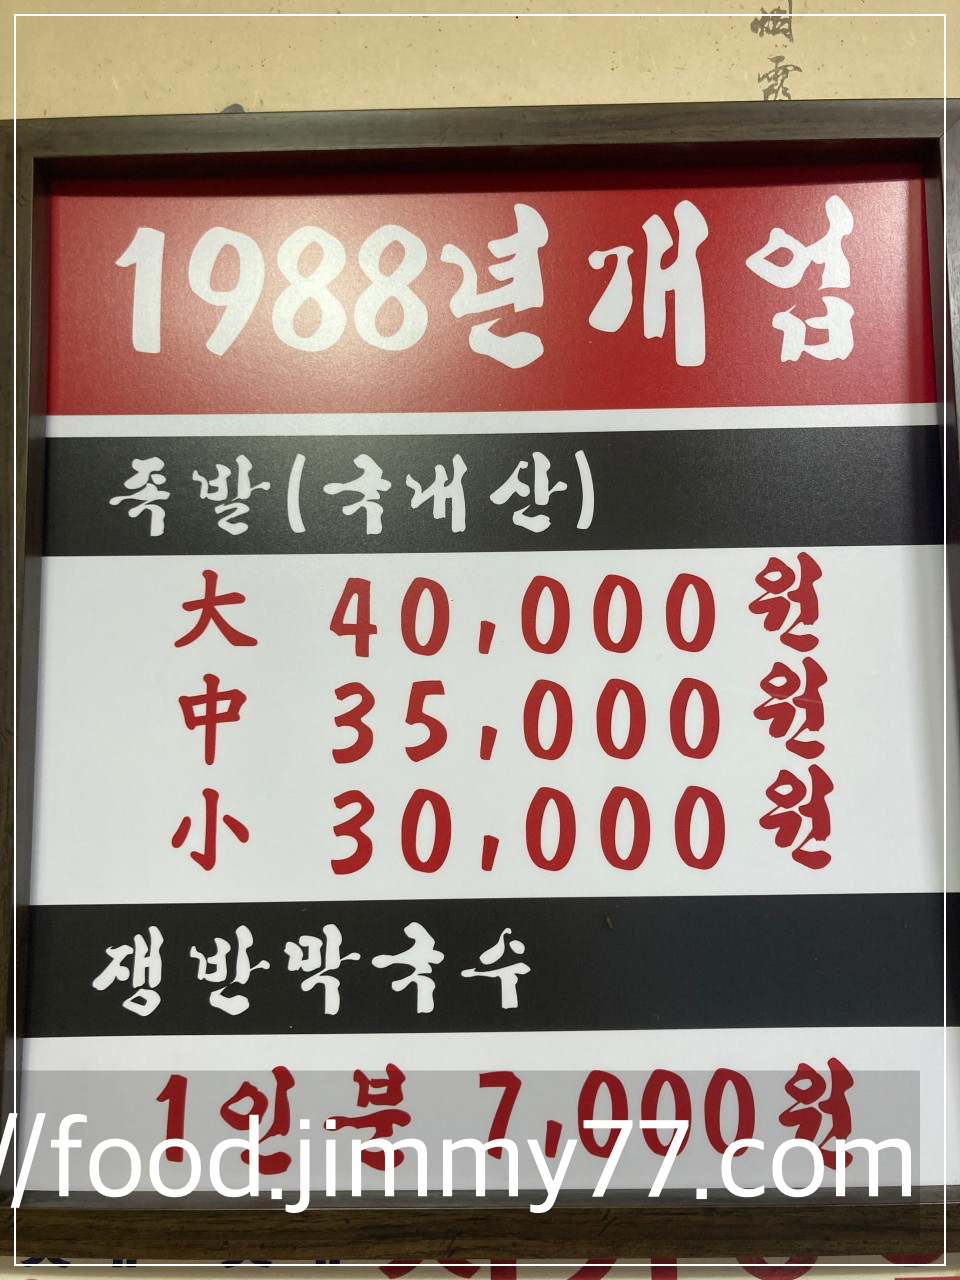 1988년 개업
족발(국내산)
大 40,000원
中 35,000원
小 30,000원
쟁반막국수
1인분 7,000원
//food.jimmy77.com